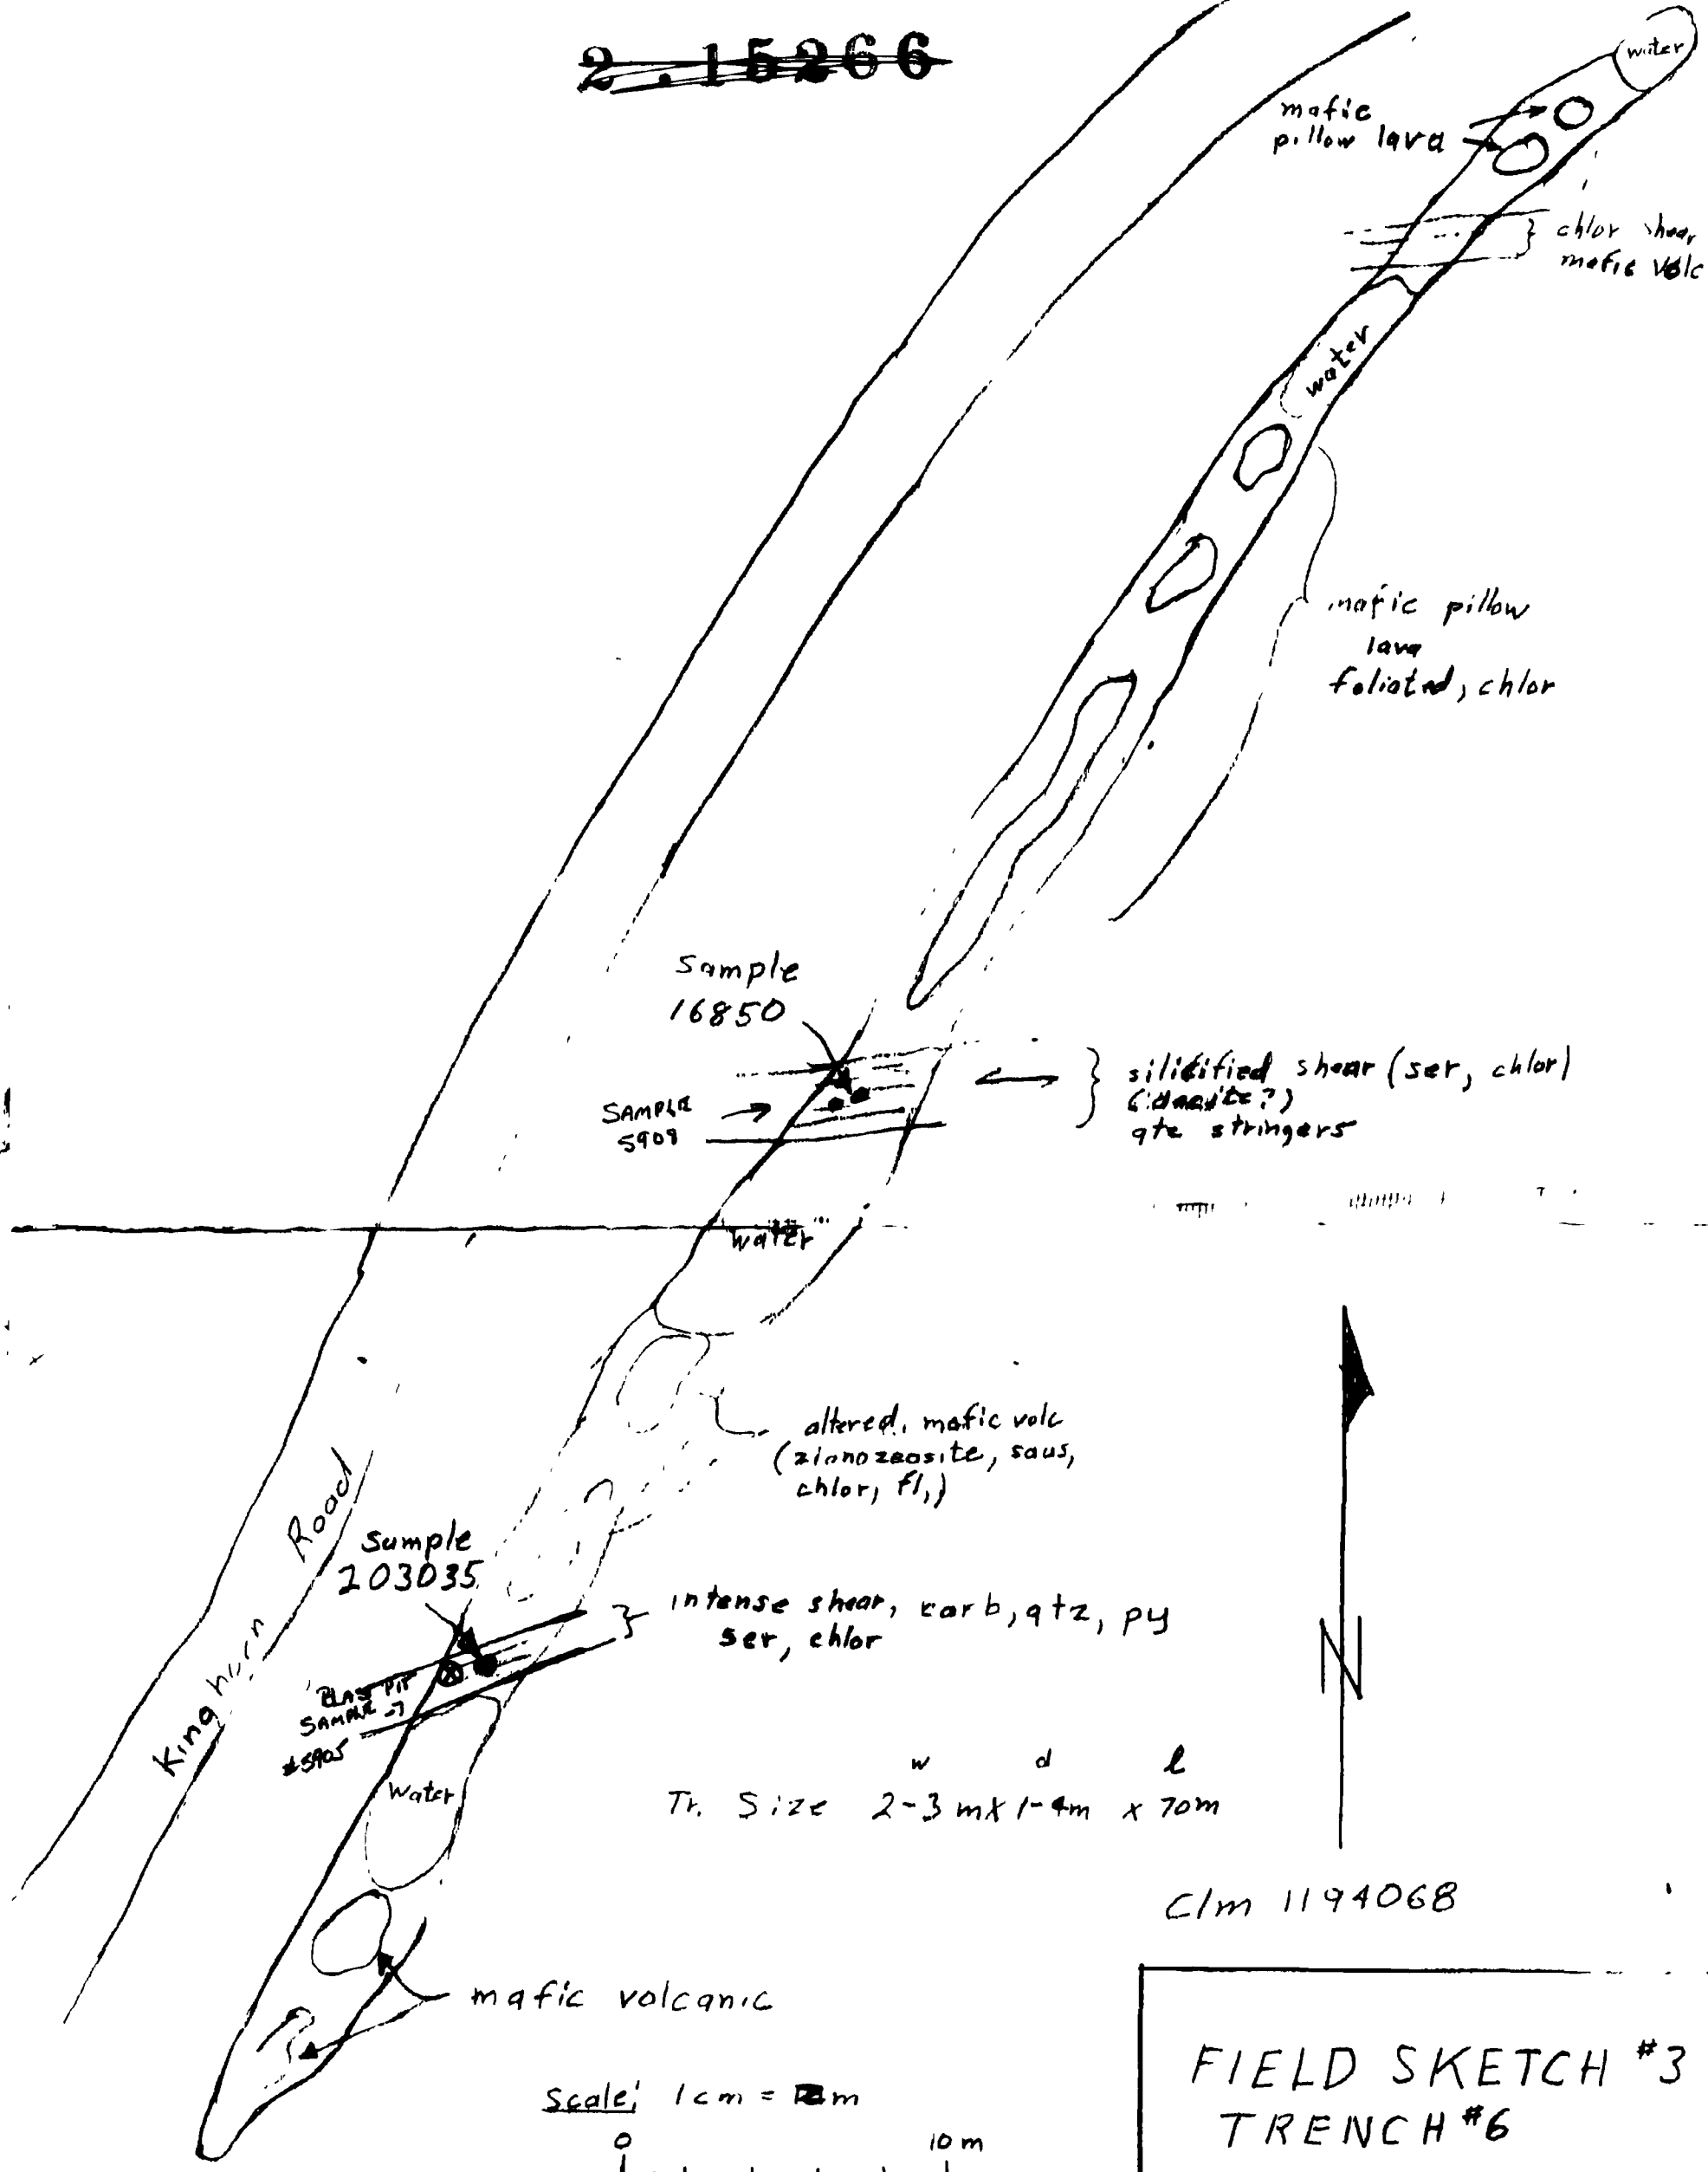 2.15266
water
mafic
pillow lava
chlor shear
mafic volc
water
mafic pillow
lava
foliated, chlor
Sample
16850
SAMPLE
silicified shear (ser, chlor)
qtz stringers
water
altered, mafic volc
saus,
chlor, fl,)
Kinghorn Road
Sample
203035
intense shear, carb, qtz, py
ser, chlor
BLAST PIT
SAMPLE
#5905
water
w d l
Tr. Size 2-3 m x 1-4m x 70m
N
Clm 1194068
mafic volcanic
Scale; 1cm = m
0 10 m
FIELD SKETCH #3
TRENCH #6